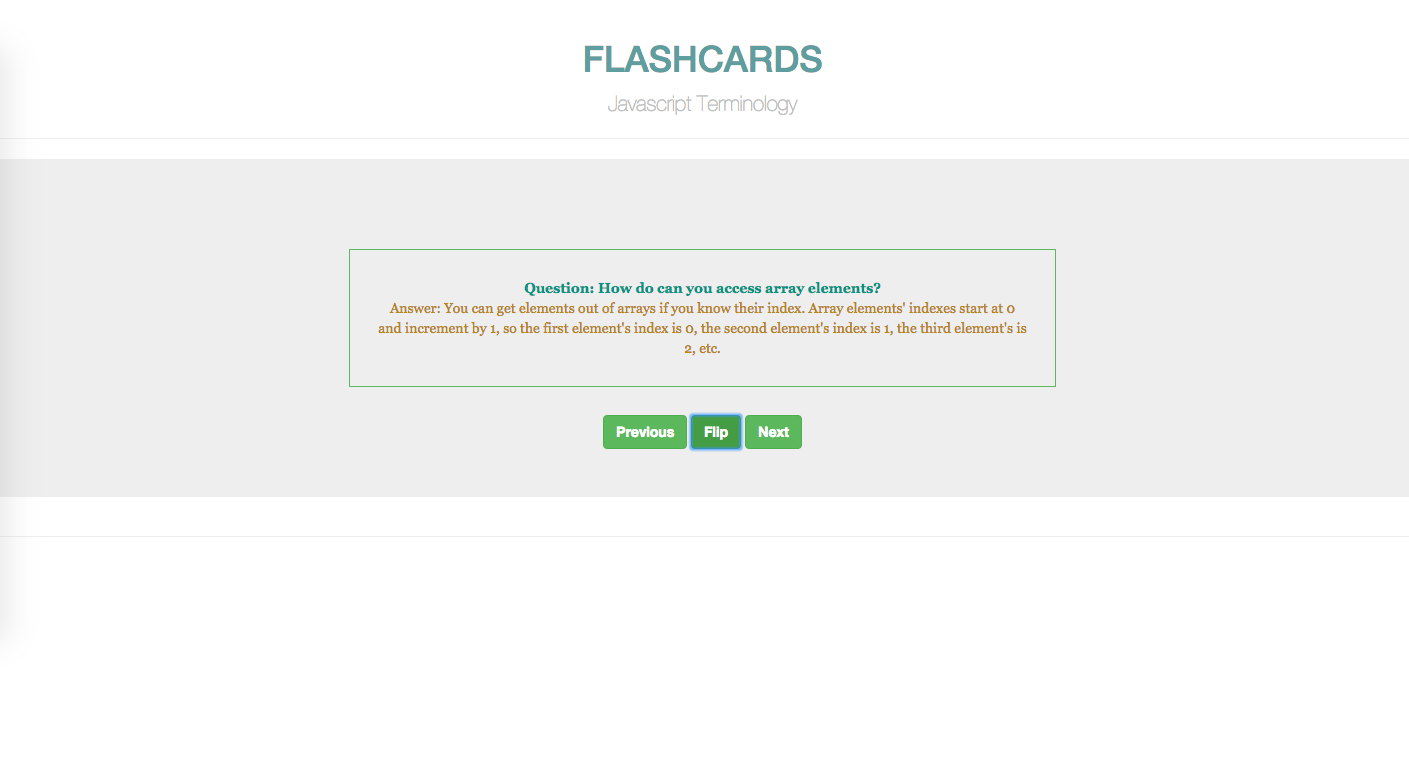 FLASHCARDS
Javascript Terminology
Question: How do can you access array elements?
Answer: You can get elements out of arrays if you know their index. Array elements' indexes start at 0
and increment by 1, so the first element's index is 0, the second element's index is 1, the third element's is
2, etc.
Previous Flip Next